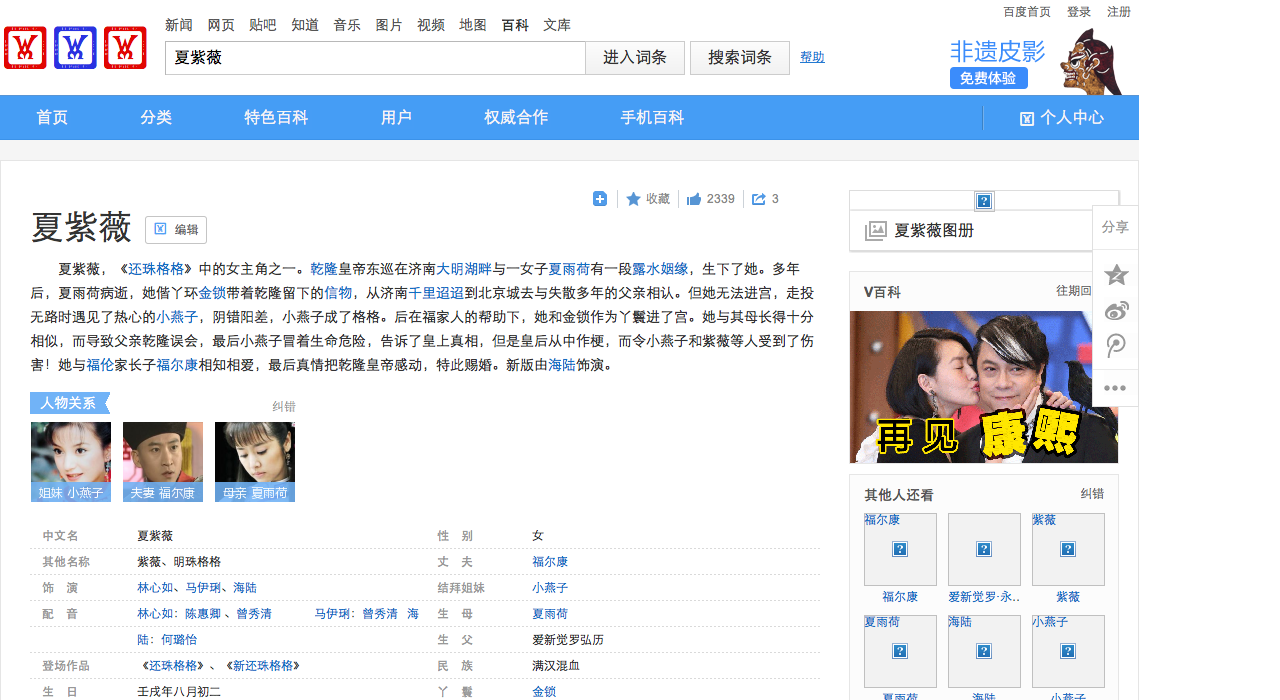 百度首页 登录 注册
新闻 网页 贴吧 知道 音乐 图片 视频 地图 百科 文库
夏紫薇 进入词条 搜索词条 帮助
非遗皮影
免费体验
首页 分类 特色百科 用户 权威合作 手机百科 个人中心
收藏 2339 3
夏紫薇 编辑
夏紫薇，《还珠格格》中的女主角之一。乾隆皇帝东巡在济南大明湖畔与一女子夏雨荷有一段露水姻缘，生下了她。多年
后，夏雨荷病逝，她偕丫环金锁带着乾隆留下的信物，从济南千里迢迢到北京城去与失散多年的父亲相认。但她无法进宫，走投
无路时遇见了热心的小燕子，阴错阳差，小燕子成了格格。后在福家人的帮助下，她和金锁作为丫鬟进了宫。她与其母长得十分
相似，而导致父亲乾隆误会，最后小燕子冒着生命危险，告诉了皇上真相，但是皇后从中作梗，而令小燕子和紫薇等人受到了伤
害！她与福伦家长子福尔康相知相爱，最后真情把乾隆皇帝感动，特此赐婚。新版由海陆饰演。
人物关系 纠错
姐妹 小燕子 夫妻 福尔康 母亲 夏雨荷
中文名 夏紫薇 性 别 女
其他名称 紫薇、明珠格格 丈 夫 福尔康
饰 演 林心如、马伊琍、海陆 结拜姐妹 小燕子
配 音 林心如：陈惠卿 、曾秀清 马伊琍：曾秀清 海 生 母 夏雨荷
陆：何璐怡 生 父 爱新觉罗弘历
登场作品 《还珠格格》、《新还珠格格》 民 族 满汉混血
生 日 壬戌年八月初二 丫 鬟 金锁
夏紫薇图册
分享
V百科 往期回
再见 康熙
其他人还看 纠错
福尔康 紫薇
福尔康 爱新觉罗·永.. 紫薇
夏雨荷 海陆 小燕子
夏雨荷 海陆 小燕子